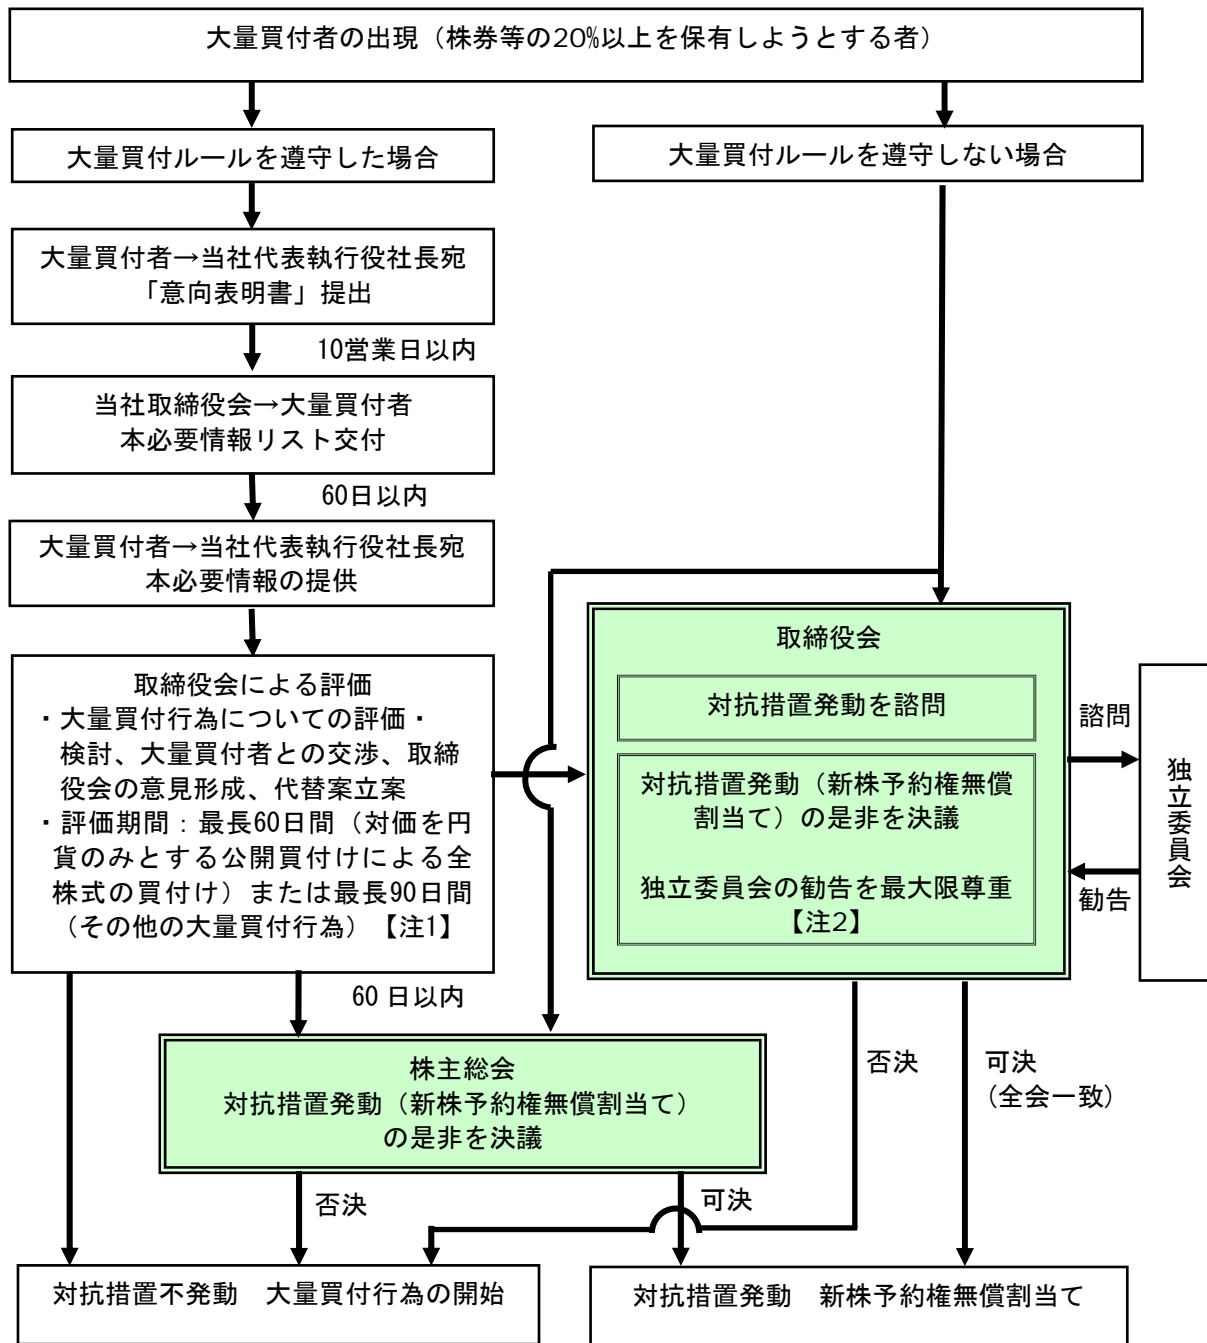 大量買付者の出現（株券等の20%以上を保有しようとする者）
大量買付ルールを遵守した場合
大量買付ルールを遵守しない場合
大量買付者→当社代表執行役社長宛
「意向表明書」提出
10営業日以内
当社取締役会→大量買付者
本必要情報リスト交付
60日以内
大量買付者→当社代表執行役社長宛
本必要情報の提供
取締役会による評価
・大量買付行為についての評価・
検討、大量買付者との交渉、取締
役会の意見形成、代替案立案
・評価期間：最長60日間（対価を円
貨のみとする公開買付けによる全
株式の買付け）または最長90日間
（その他の大量買付行為）【注1】
取締役会
対抗措置発動を諮問
対抗措置発動（新株予約権無償
割当て）の是非を決議
独立委員会の勧告を最大限尊重
【注2】
諮問
勧告
独立委員会
60 日以内
株主総会
対抗措置発動（新株予約権無償割当て）
の是非を決議
否決
可決
（全会一致）
否決
可決
対抗措置不発動　大量買付行為の開始
対抗措置発動　新株予約権無償割当て